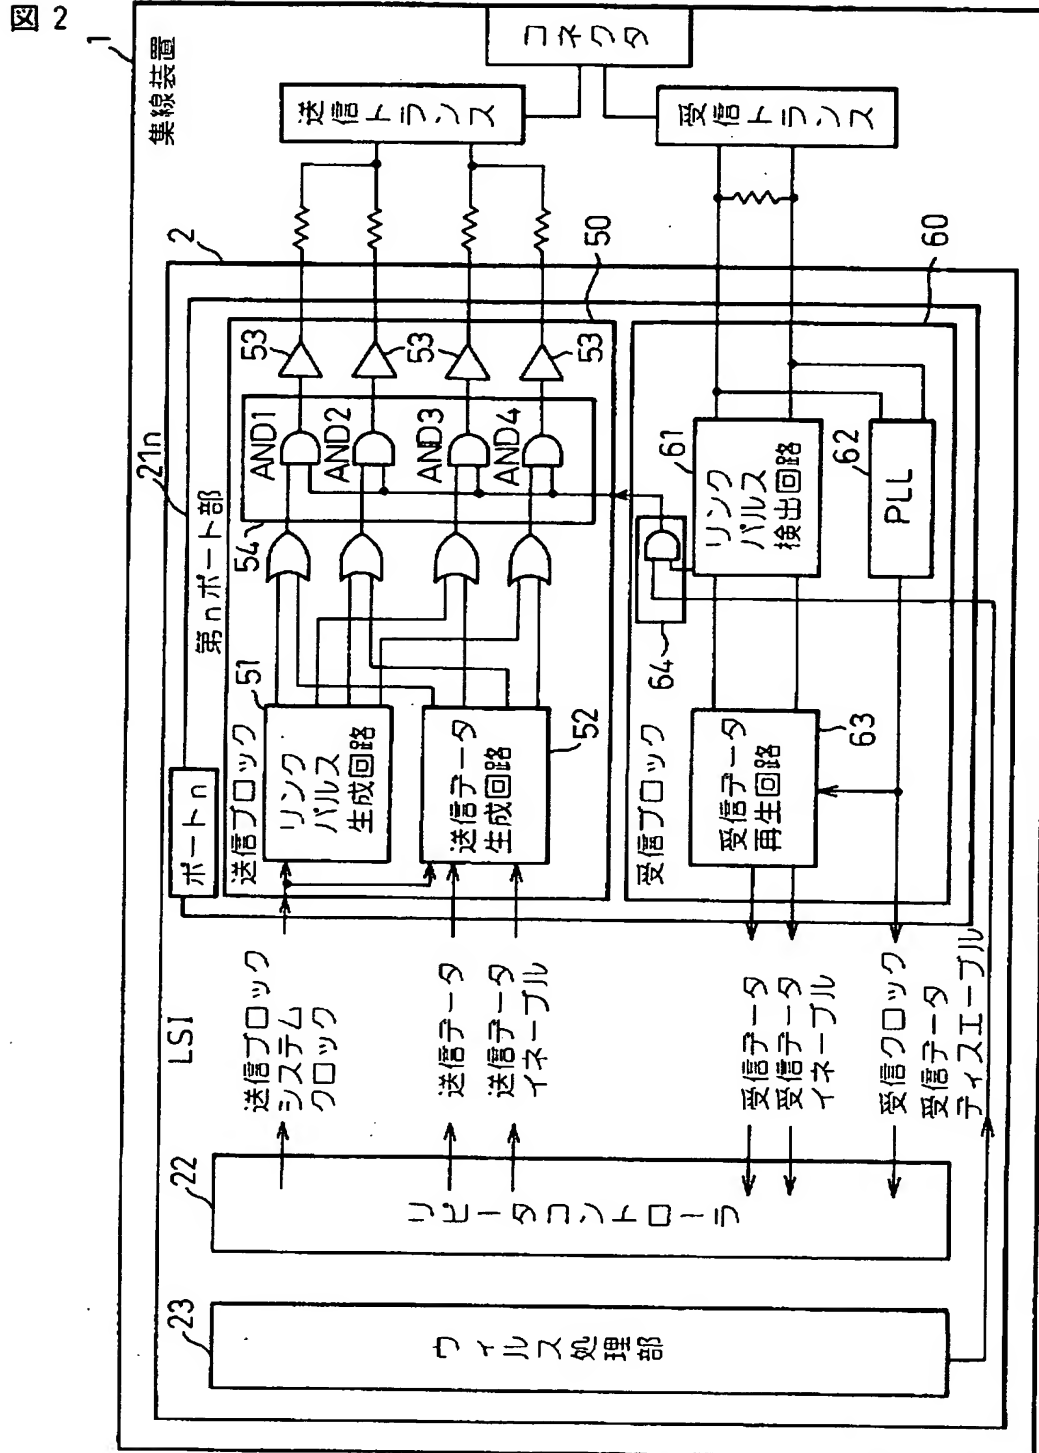 図2
1
集線装置
コネクタ
送信トランス
受信トランス
2
50
60
21n
第nポート部
ポートn
送信ブロック
53
53
53
53
54
AND1
AND2
AND3
AND4
51
リンク
パルス
生成回路
送信データ
生成回路
52
受信ブロック
61
リンク
パルス
検出回路
62
PLL
64
受信データ
再生回路
63
LSI
送信ブロック
システム
クロック
送信データ
送信データ
イネーブル
受信データ
受信データ
イネーブル
受信クロック
受信データ
ディスエーブル
22
リピータコントローラ
23
ウィルス処理部